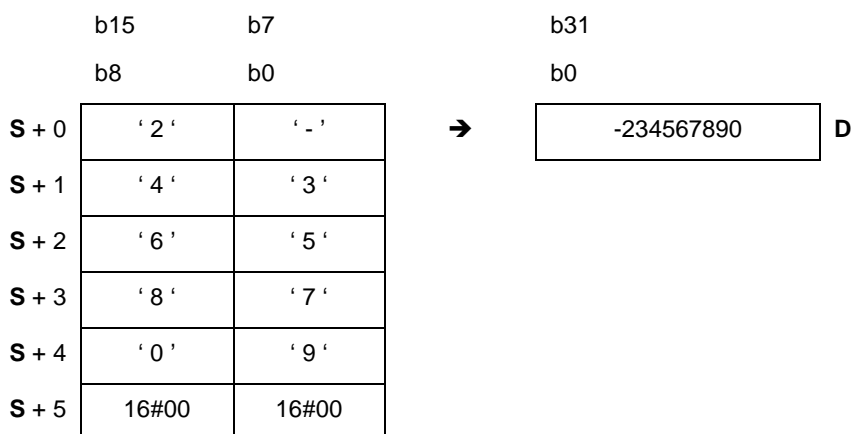 b15 b7 b31
b8 b0 b0
S + 0 ‘ 2 ‘ ‘ - ’ ➔ -234567890 D
S + 1 ‘ 4 ‘ ‘ 3 ‘
S + 2 ‘ 6 ’ ‘ 5 ‘
S + 3 ‘ 8 ‘ ‘ 7 ‘
S + 4 ‘ 0 ’ ‘ 9 ‘
S + 5 16#00 16#00